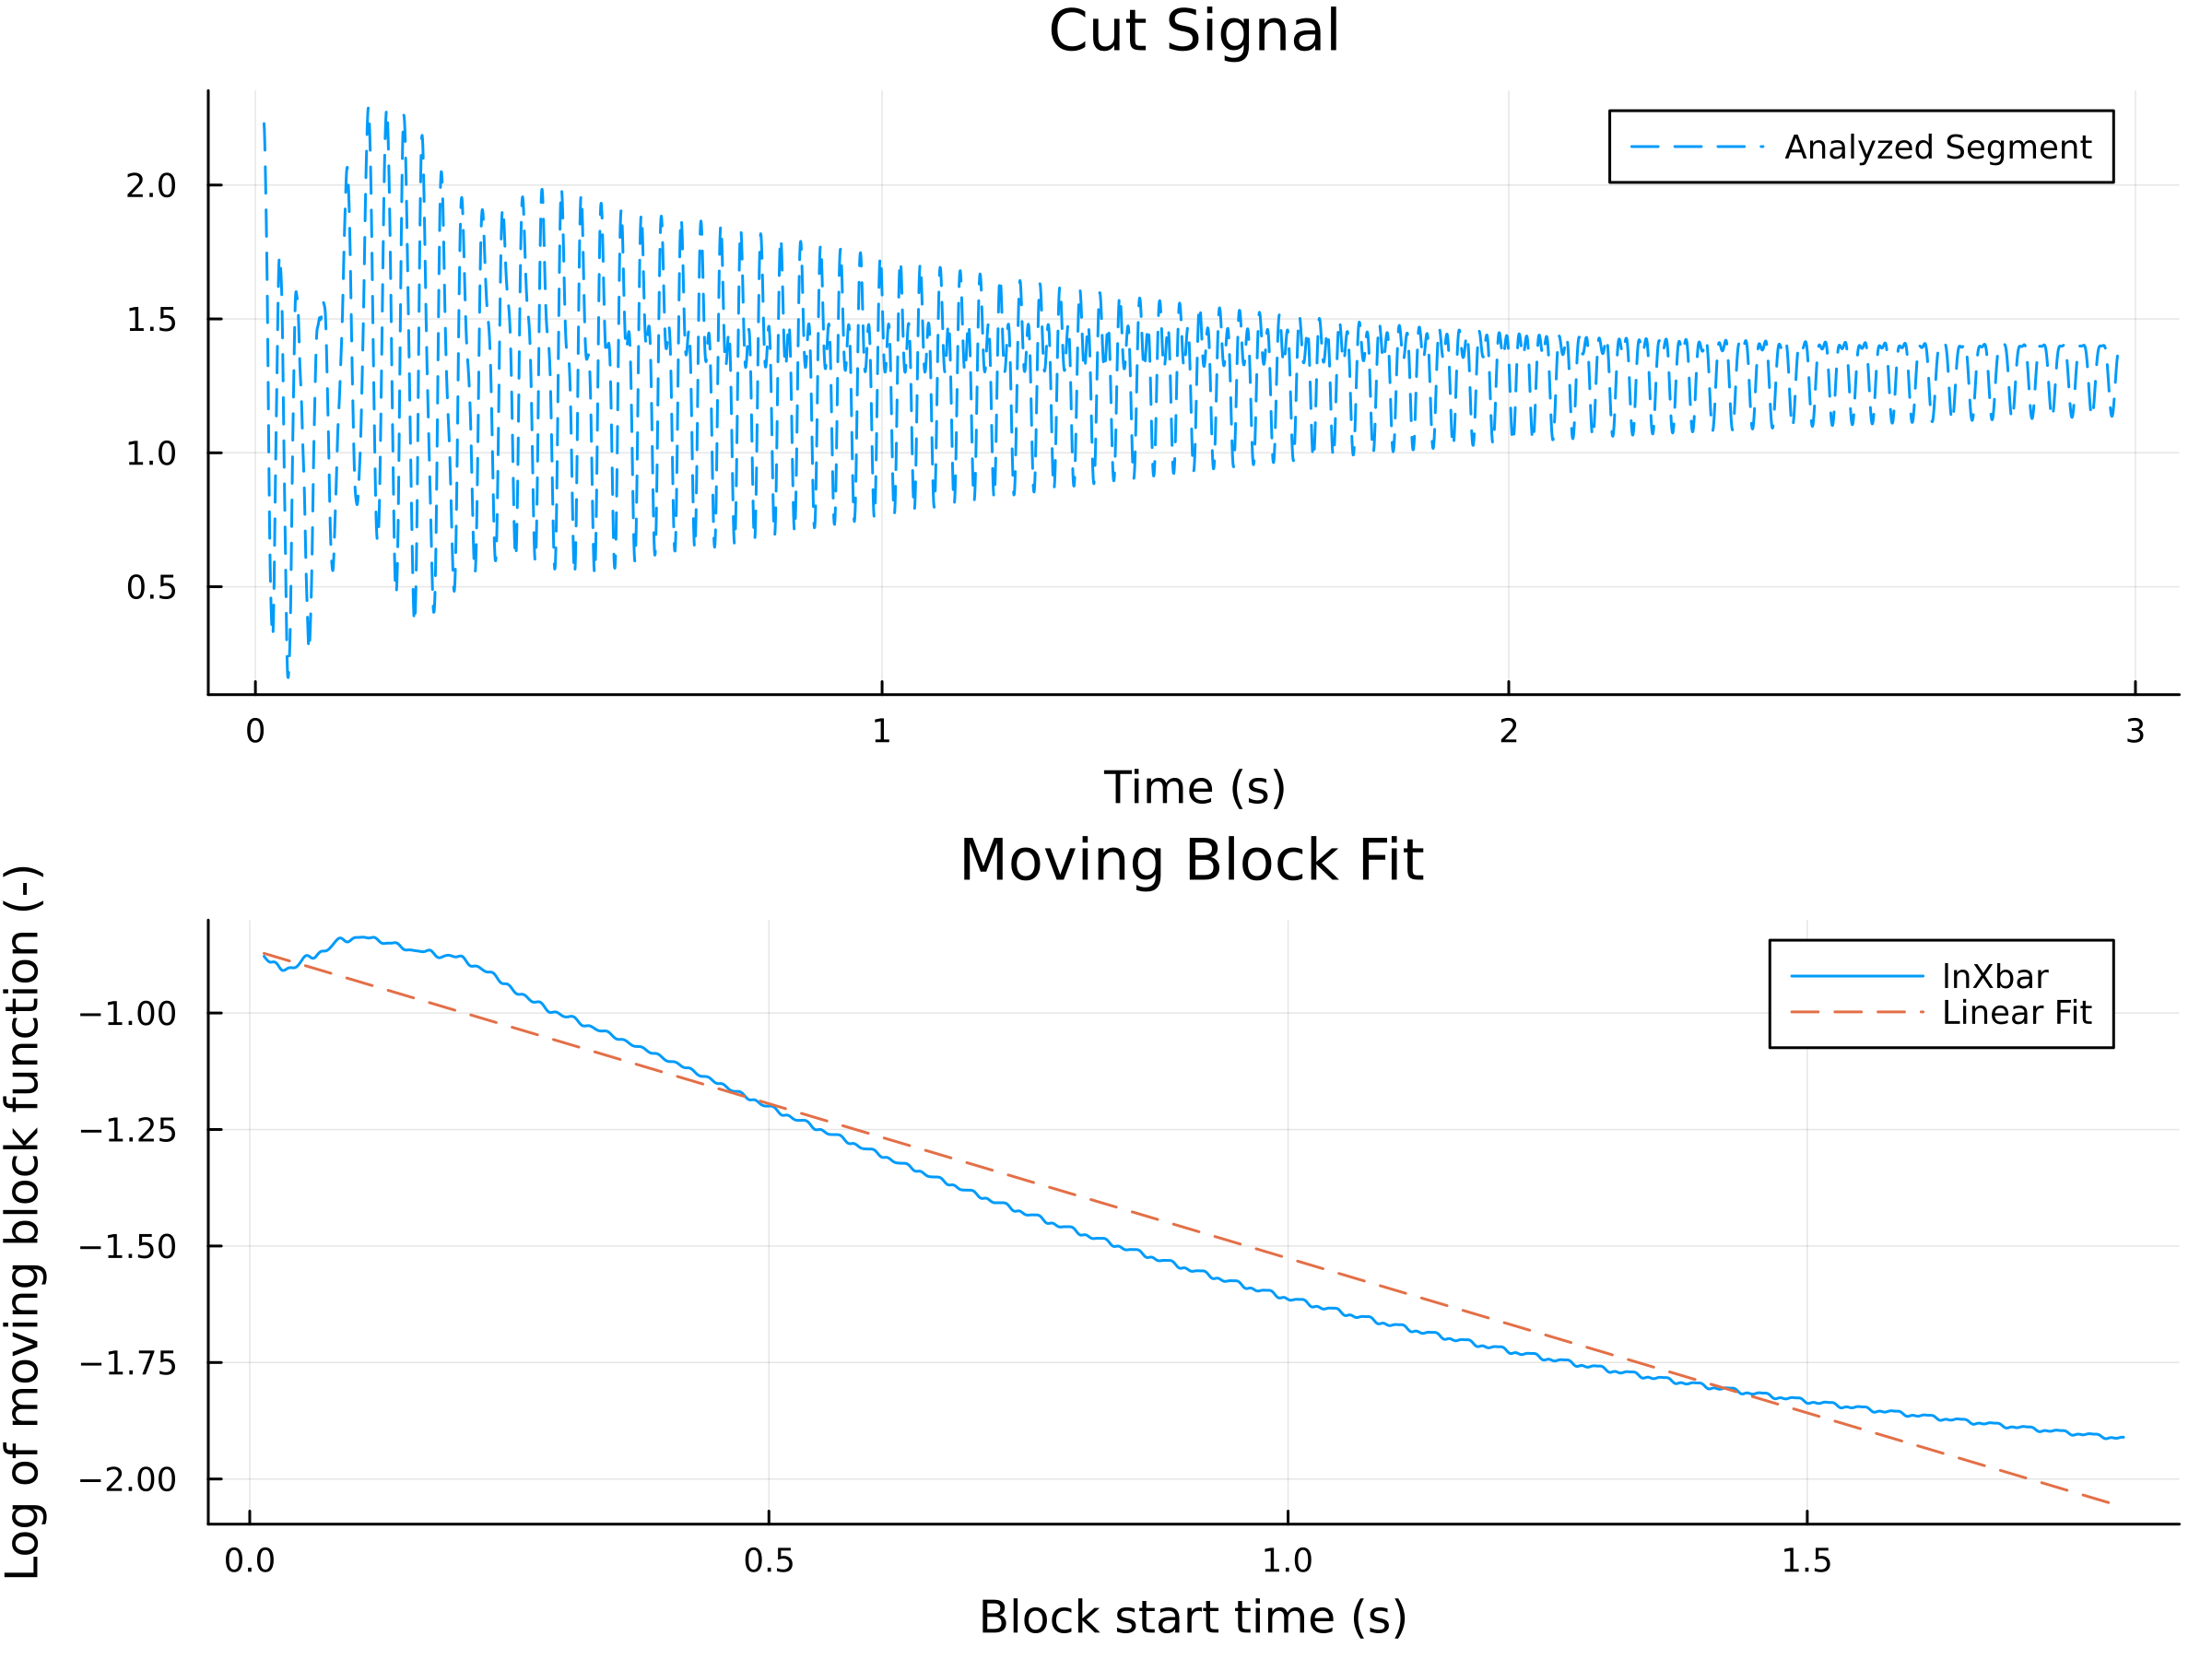 Cut Signal
Analyzed Segment
2.0
1.5
1.0
0.5
0 1 2 3
Time (s)
Moving Block Fit
Log of moving block function (-)
lnXbar
Linear Fit
−1.00
−1.25
−1.50
−1.75
−2.00
0.0 0.5 1.0 1.5
Block start time (s)